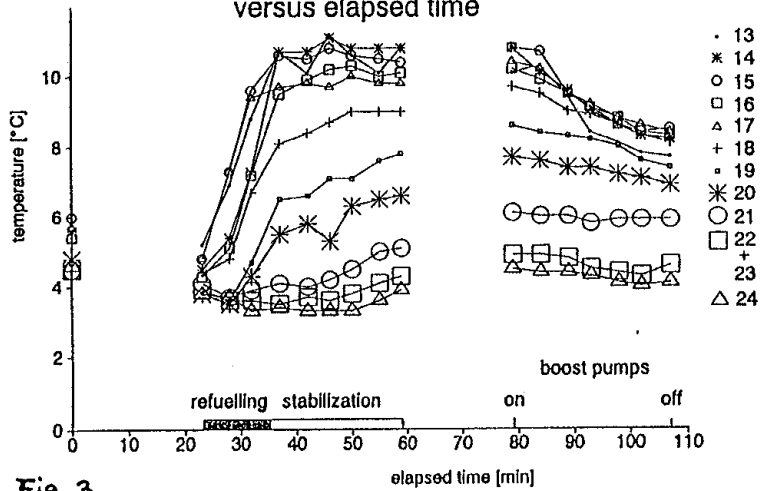 versus elapsed time
temperature [°C]
10
8
6
4
2
0
0 10 20 30 40 50 60 70 80 90 100 110
elapsed time [min]
refuelling stabilization
boost pumps
on off
13
14
15
16
17
18
19
20
21
22
+
23
24
Fig. 3